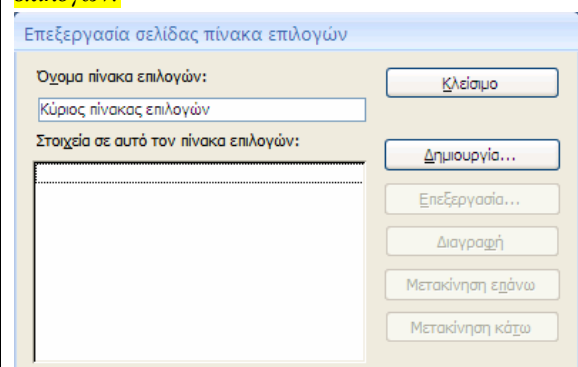 επιλογών.
Επεξεργασία σελίδας πίνακα επιλογών
Όνομα πίνακα επιλογών:
Κλείσιμο
Κύριος πίνακας επιλογών
Στοιχεία σε αυτό τον πίνακα επιλογών:
Δημιουργία...
Επεξεργασία...
Διαγραφή
Μετακίνηση επάνω
Μετακίνηση κάτω